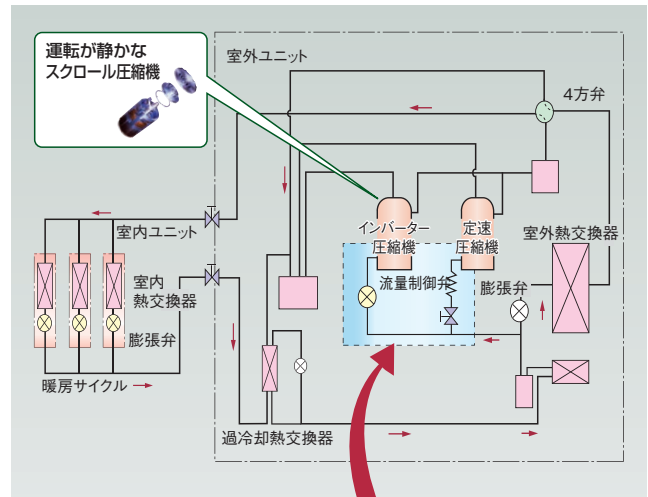 運転が静かな
スクロール圧縮機
室外ユニット
4方弁
インバーター
圧縮機
定速
圧縮機
室外熱交換器
室内ユニット
室内
熱交換器
流量制御弁
膨張弁
膨張弁
暖房サイクル
過冷却熱交換器